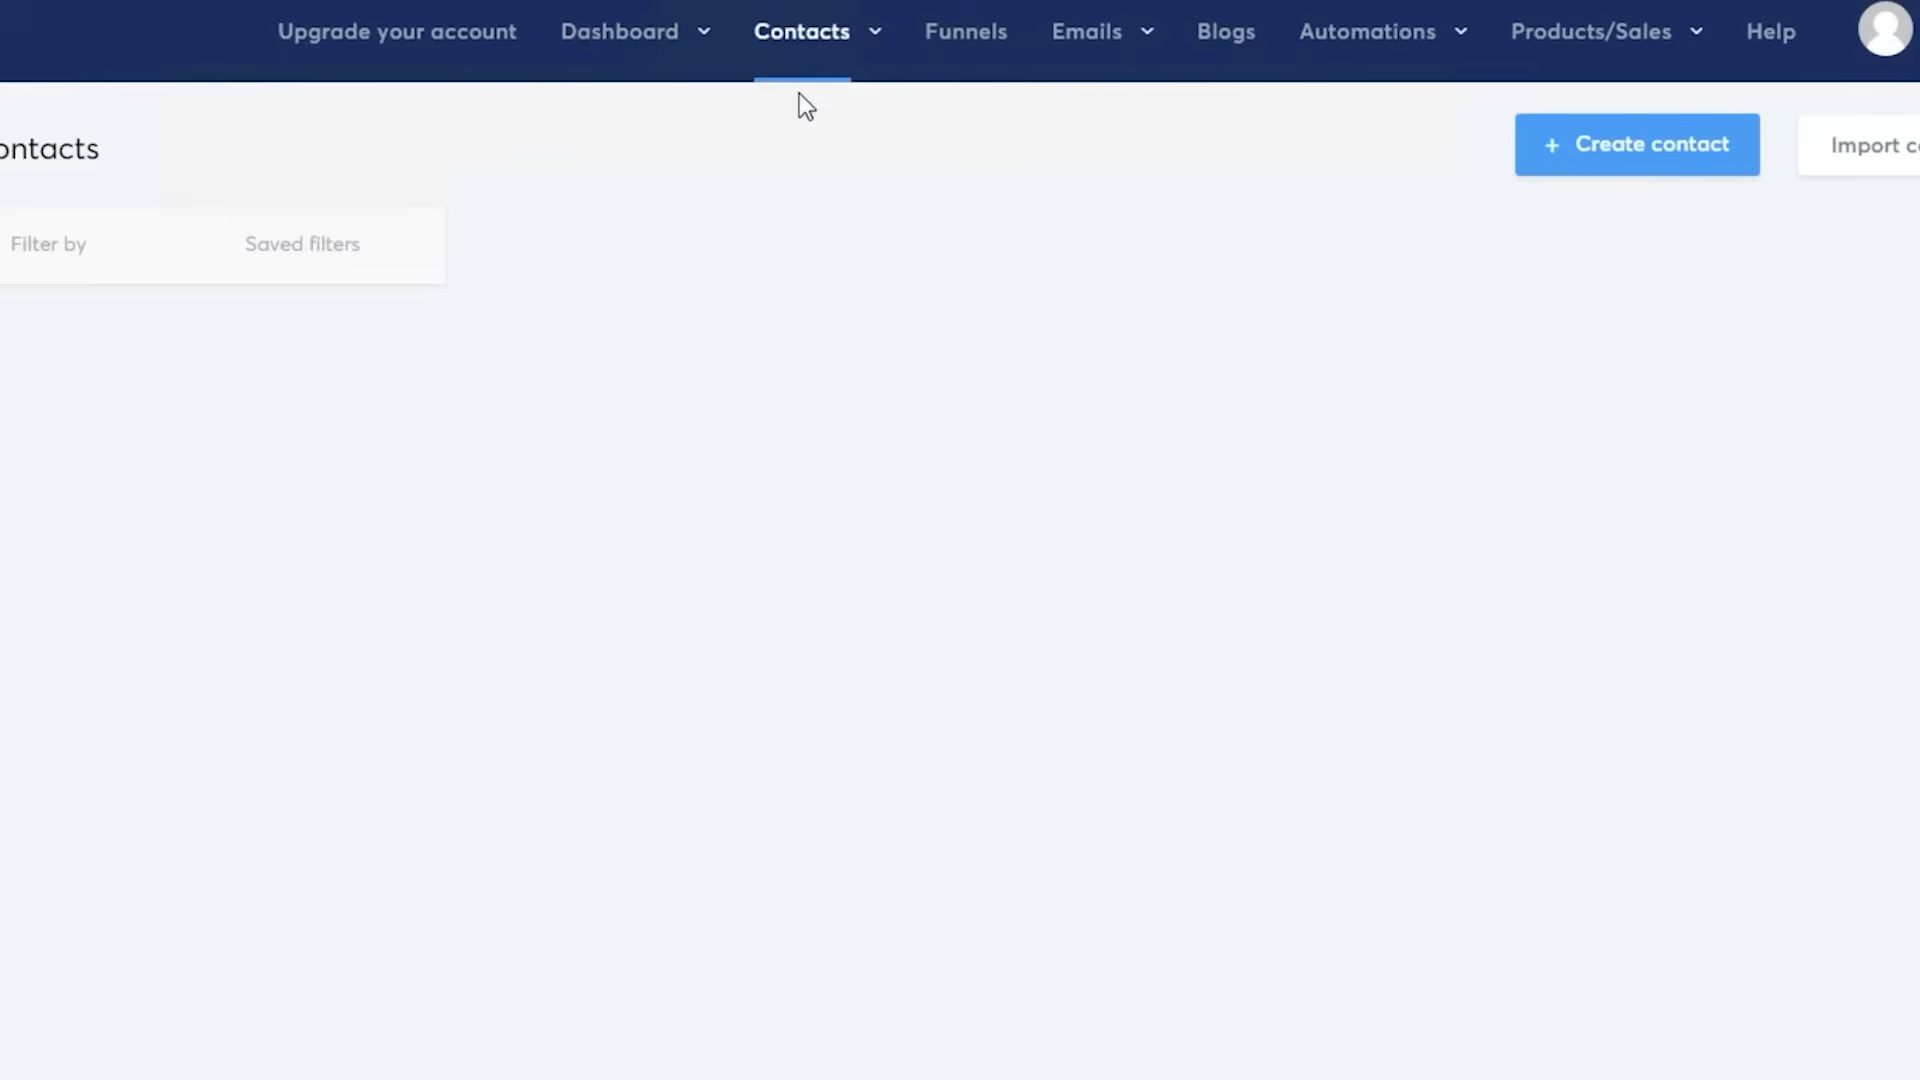 Upgrade your account Dashboard Contacts Funnels Emails Blogs Automations Products/Sales Help
ontacts
+ Create contact
Import c
Filter by
Saved filters